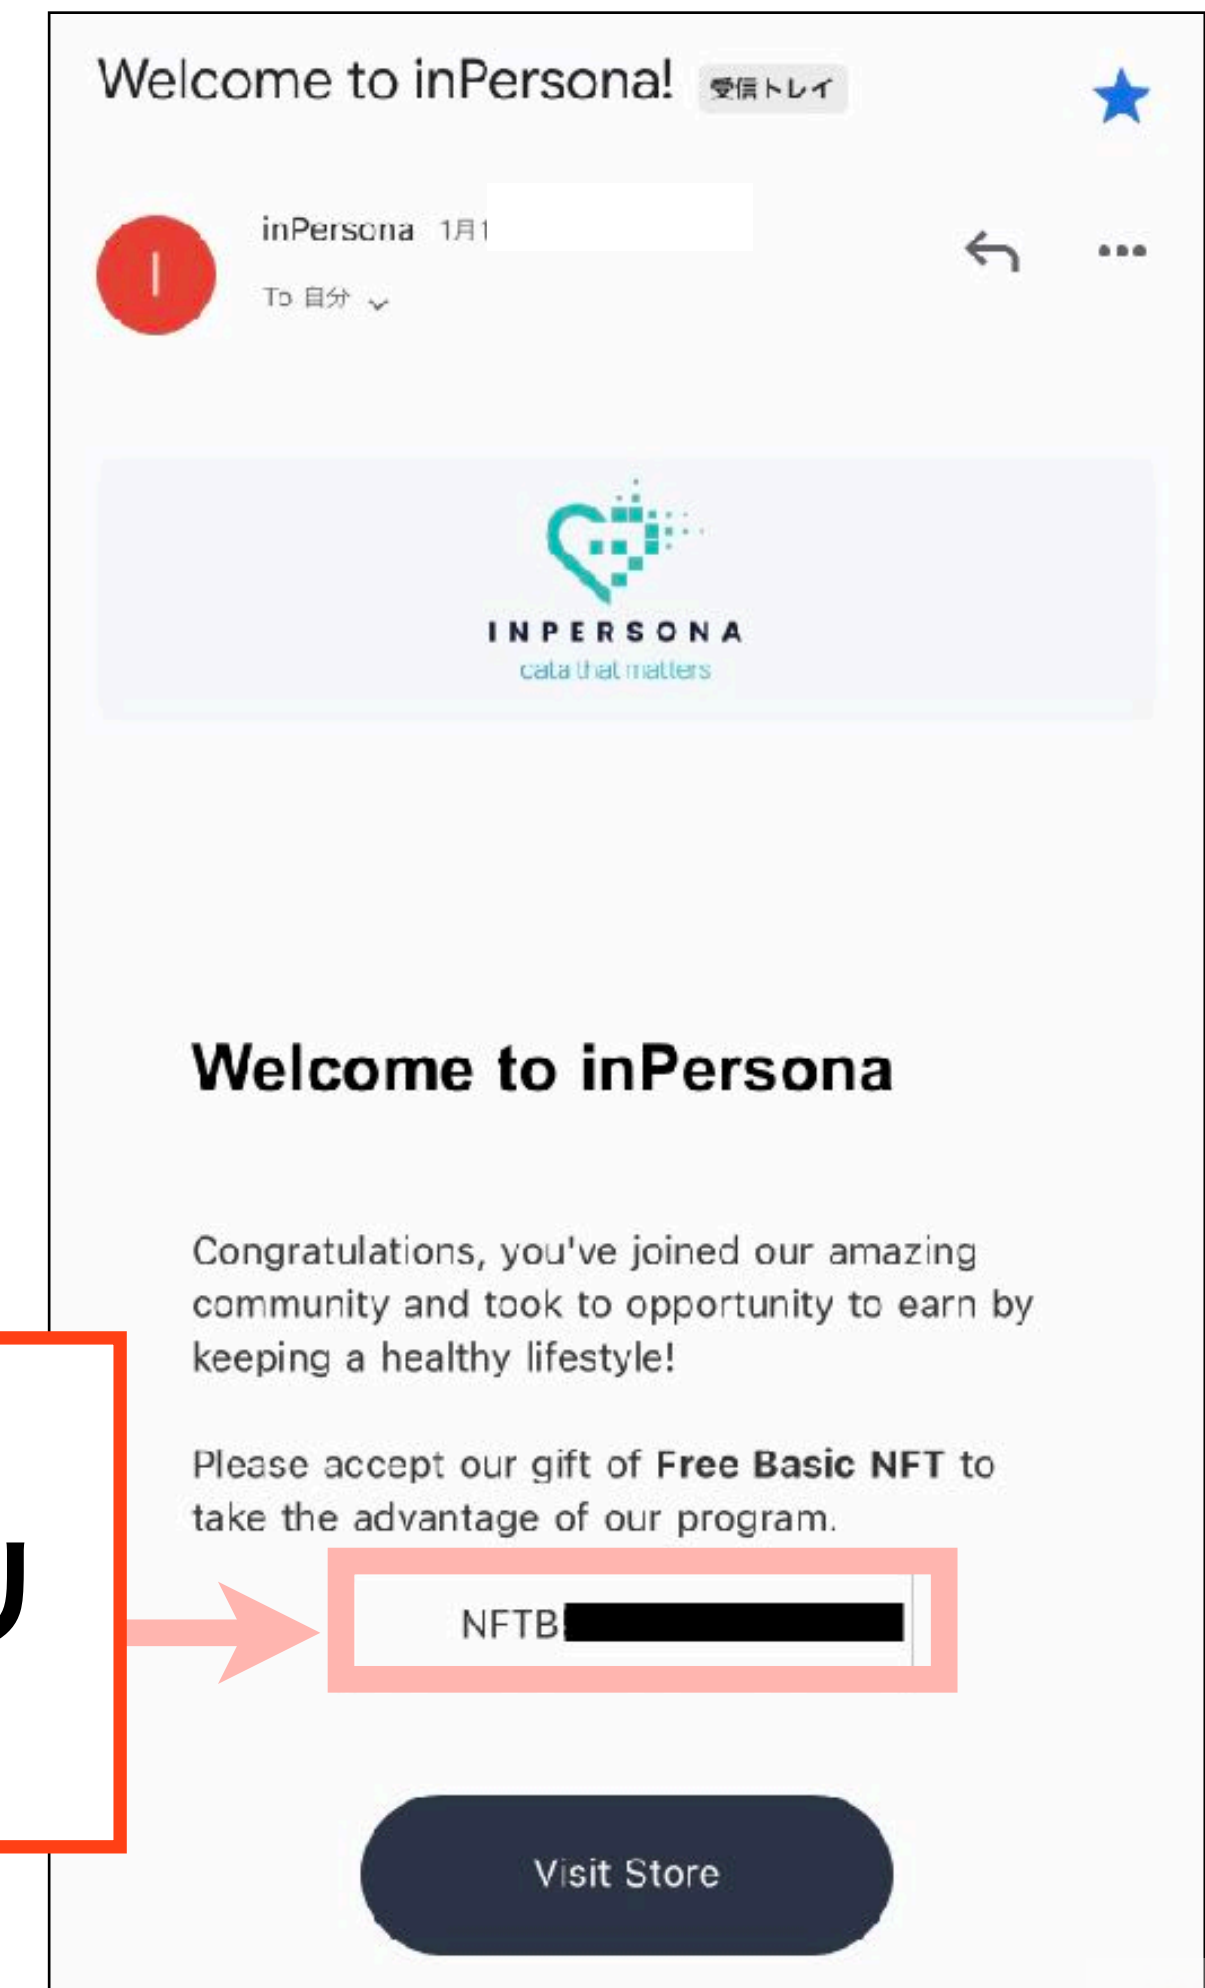 Welcome to inPersona! 受信トレイ
I
inPersona 1月1
To 自分
INPERSONA
data that matters
Welcome to inPersona
Congratulations, you've joined our amazing
community and took to opportunity to earn by
keeping a healthy lifestyle!
Please accept our gift of Free Basic NFT to
take the advantage of our program.
NFTB
Visit Store